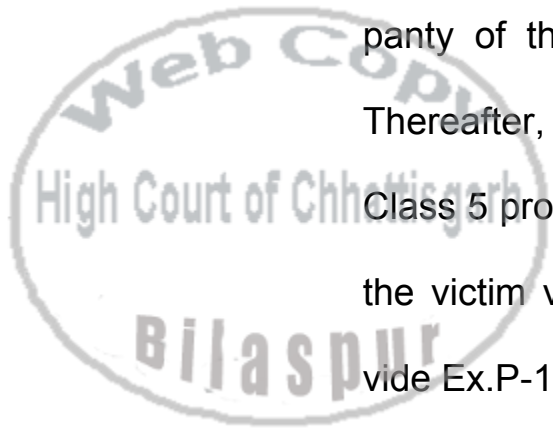 panty of th
Thereafter,
Class 5 pro
the victim v
vide Ex.P-1
Web Copy
High Court of Chhattisgarh
Bilaspur